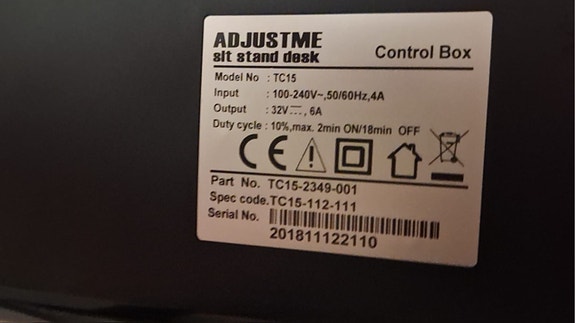 ADJUSTME
sit stand desk
Control Box
Model No : TC15
Input : 100-240V~,50/60Hz,4A
Output : 32V⎓, 6A
Duty cycle : 10%,max. 2min ON/18min OFF
CE
Part No. TC15-2349-001
Spec code.TC15-112-111
Serial No.
201811122110